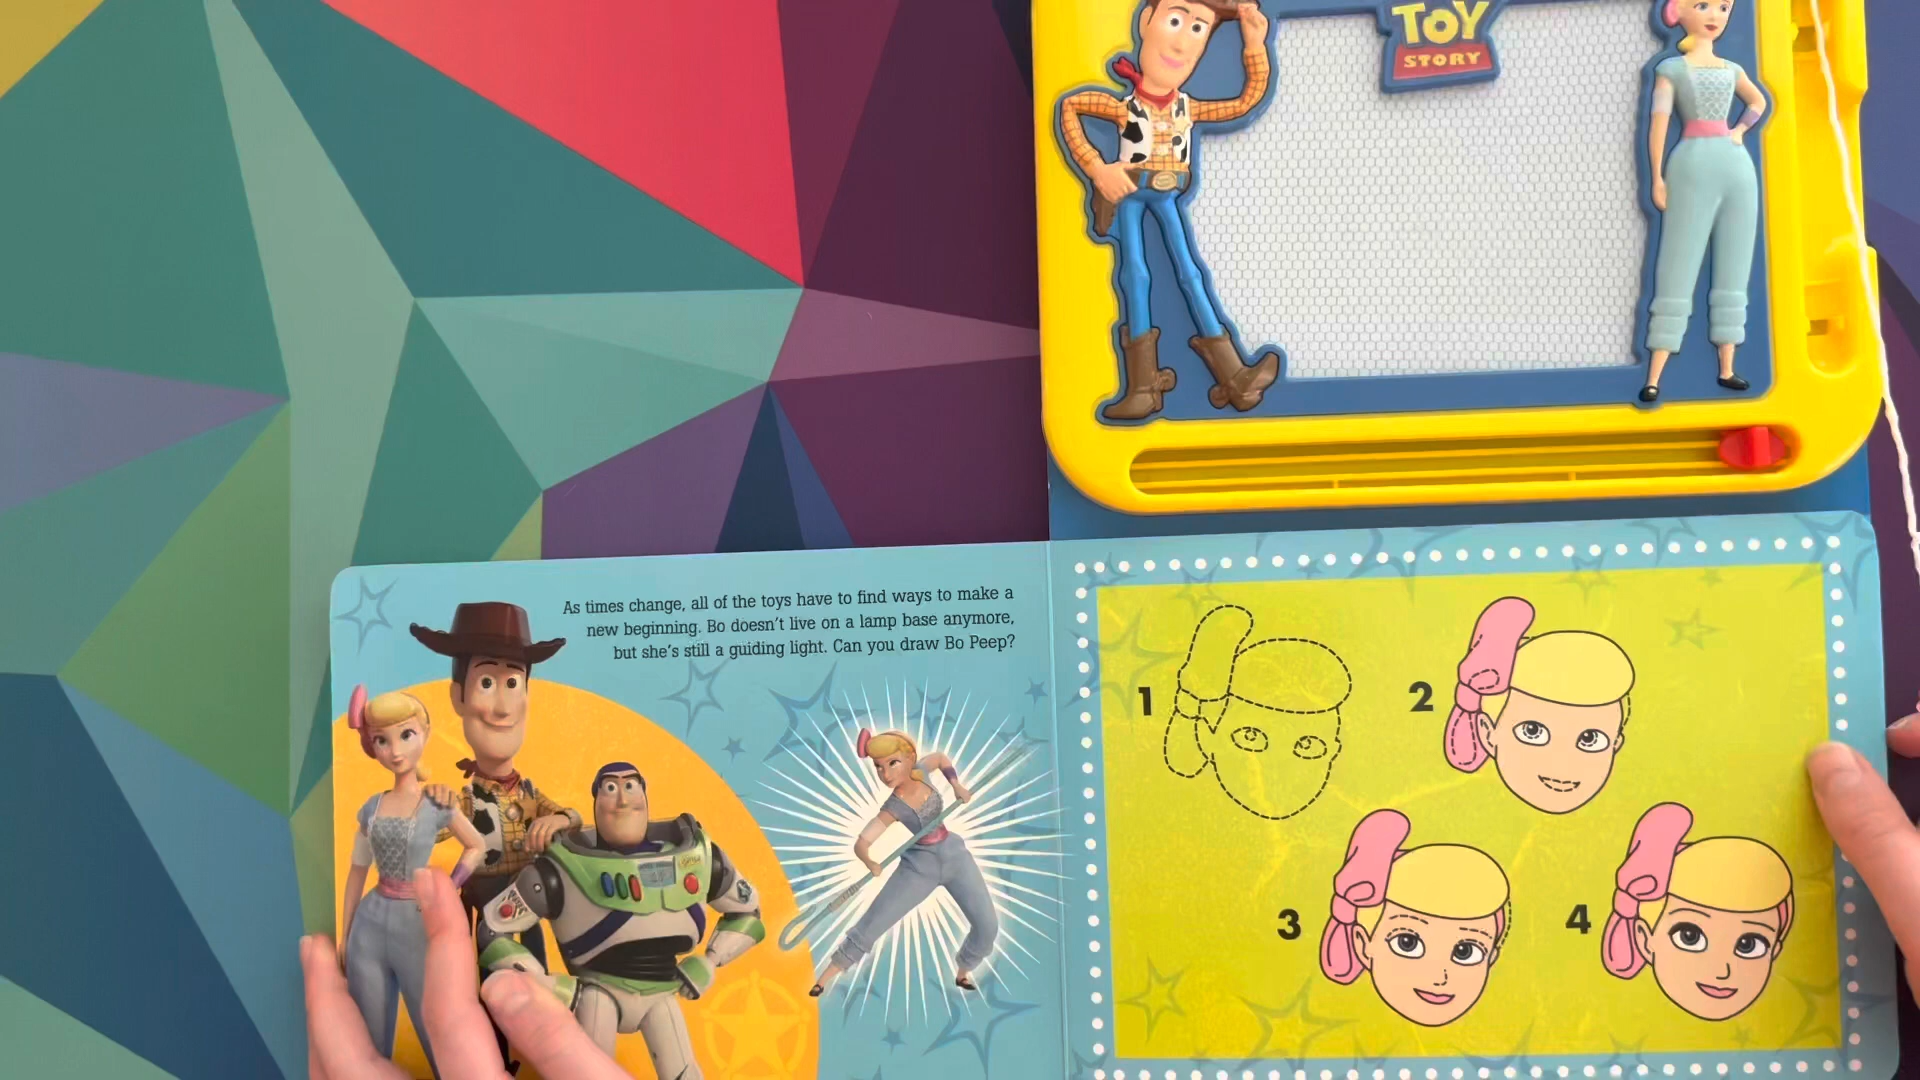 TOY
STORY
As times change, all of the toys have to find ways to make a
new beginning. Bo doesn't live on a lamp base anymore,
but she's still a guiding light. Can you draw Bo Peep?
1
2
3
4